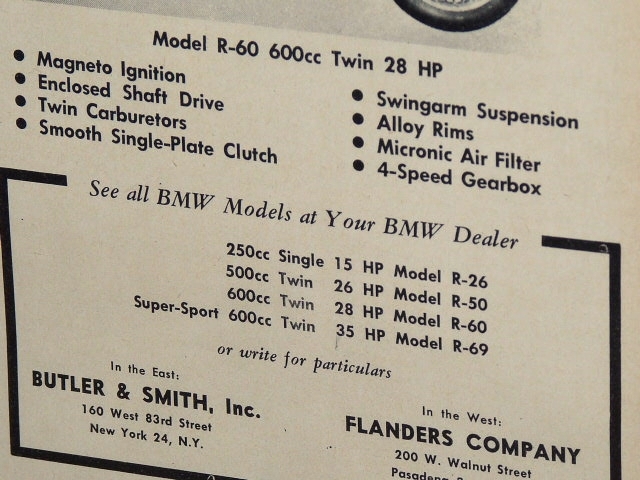 Model R-60 600cc Twin 28 HP
● Magneto Ignition
● Enclosed Shaft Drive
● Twin Carburetors
● Smooth Single-Plate Clutch
● Swingarm Suspension
● Alloy Rims
● Micronic Air Filter
● 4-Speed Gearbox
See all BMW Models at Your BMW Dealer
250cc Single 15 HP Model R-26
500cc Twin 26 HP Model R-50
600cc Twin 28 HP Model R-60
Super-Sport 600cc Twin 35 HP Model R-69
or write for particulars
In the East:
BUTLER & SMITH, Inc.
160 West 83rd Street
New York 24, N.Y.
In the West:
FLANDERS COMPANY
200 W. Walnut Street
Pasadena